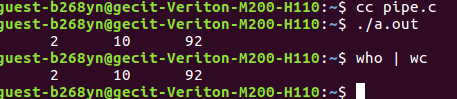 guest-b268yn@gecit-Veriton-M200-H110:~$ cc pipe.c
guest-b268yn@gecit-Veriton-M200-H110:~$ ./a.out
      2      10      92
guest-b268yn@gecit-Veriton-M200-H110:~$ who | wc
      2      10      92
guest-b268yn@gecit-Veriton-M200-H110:~$